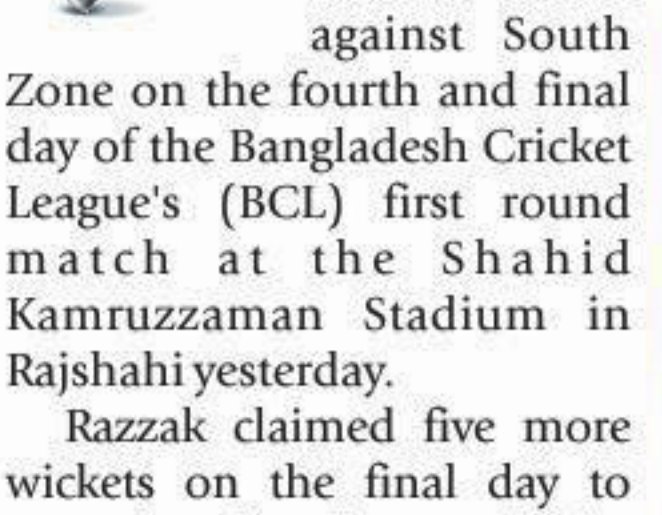 against South
Zone on the fourth and final
day of the Bangladesh Cricket
League's (BCL) first round
match at the Shahid
Kamruzzaman Stadium in
Rajshahi yesterday.
Razzak claimed five more
wickets on the final day to